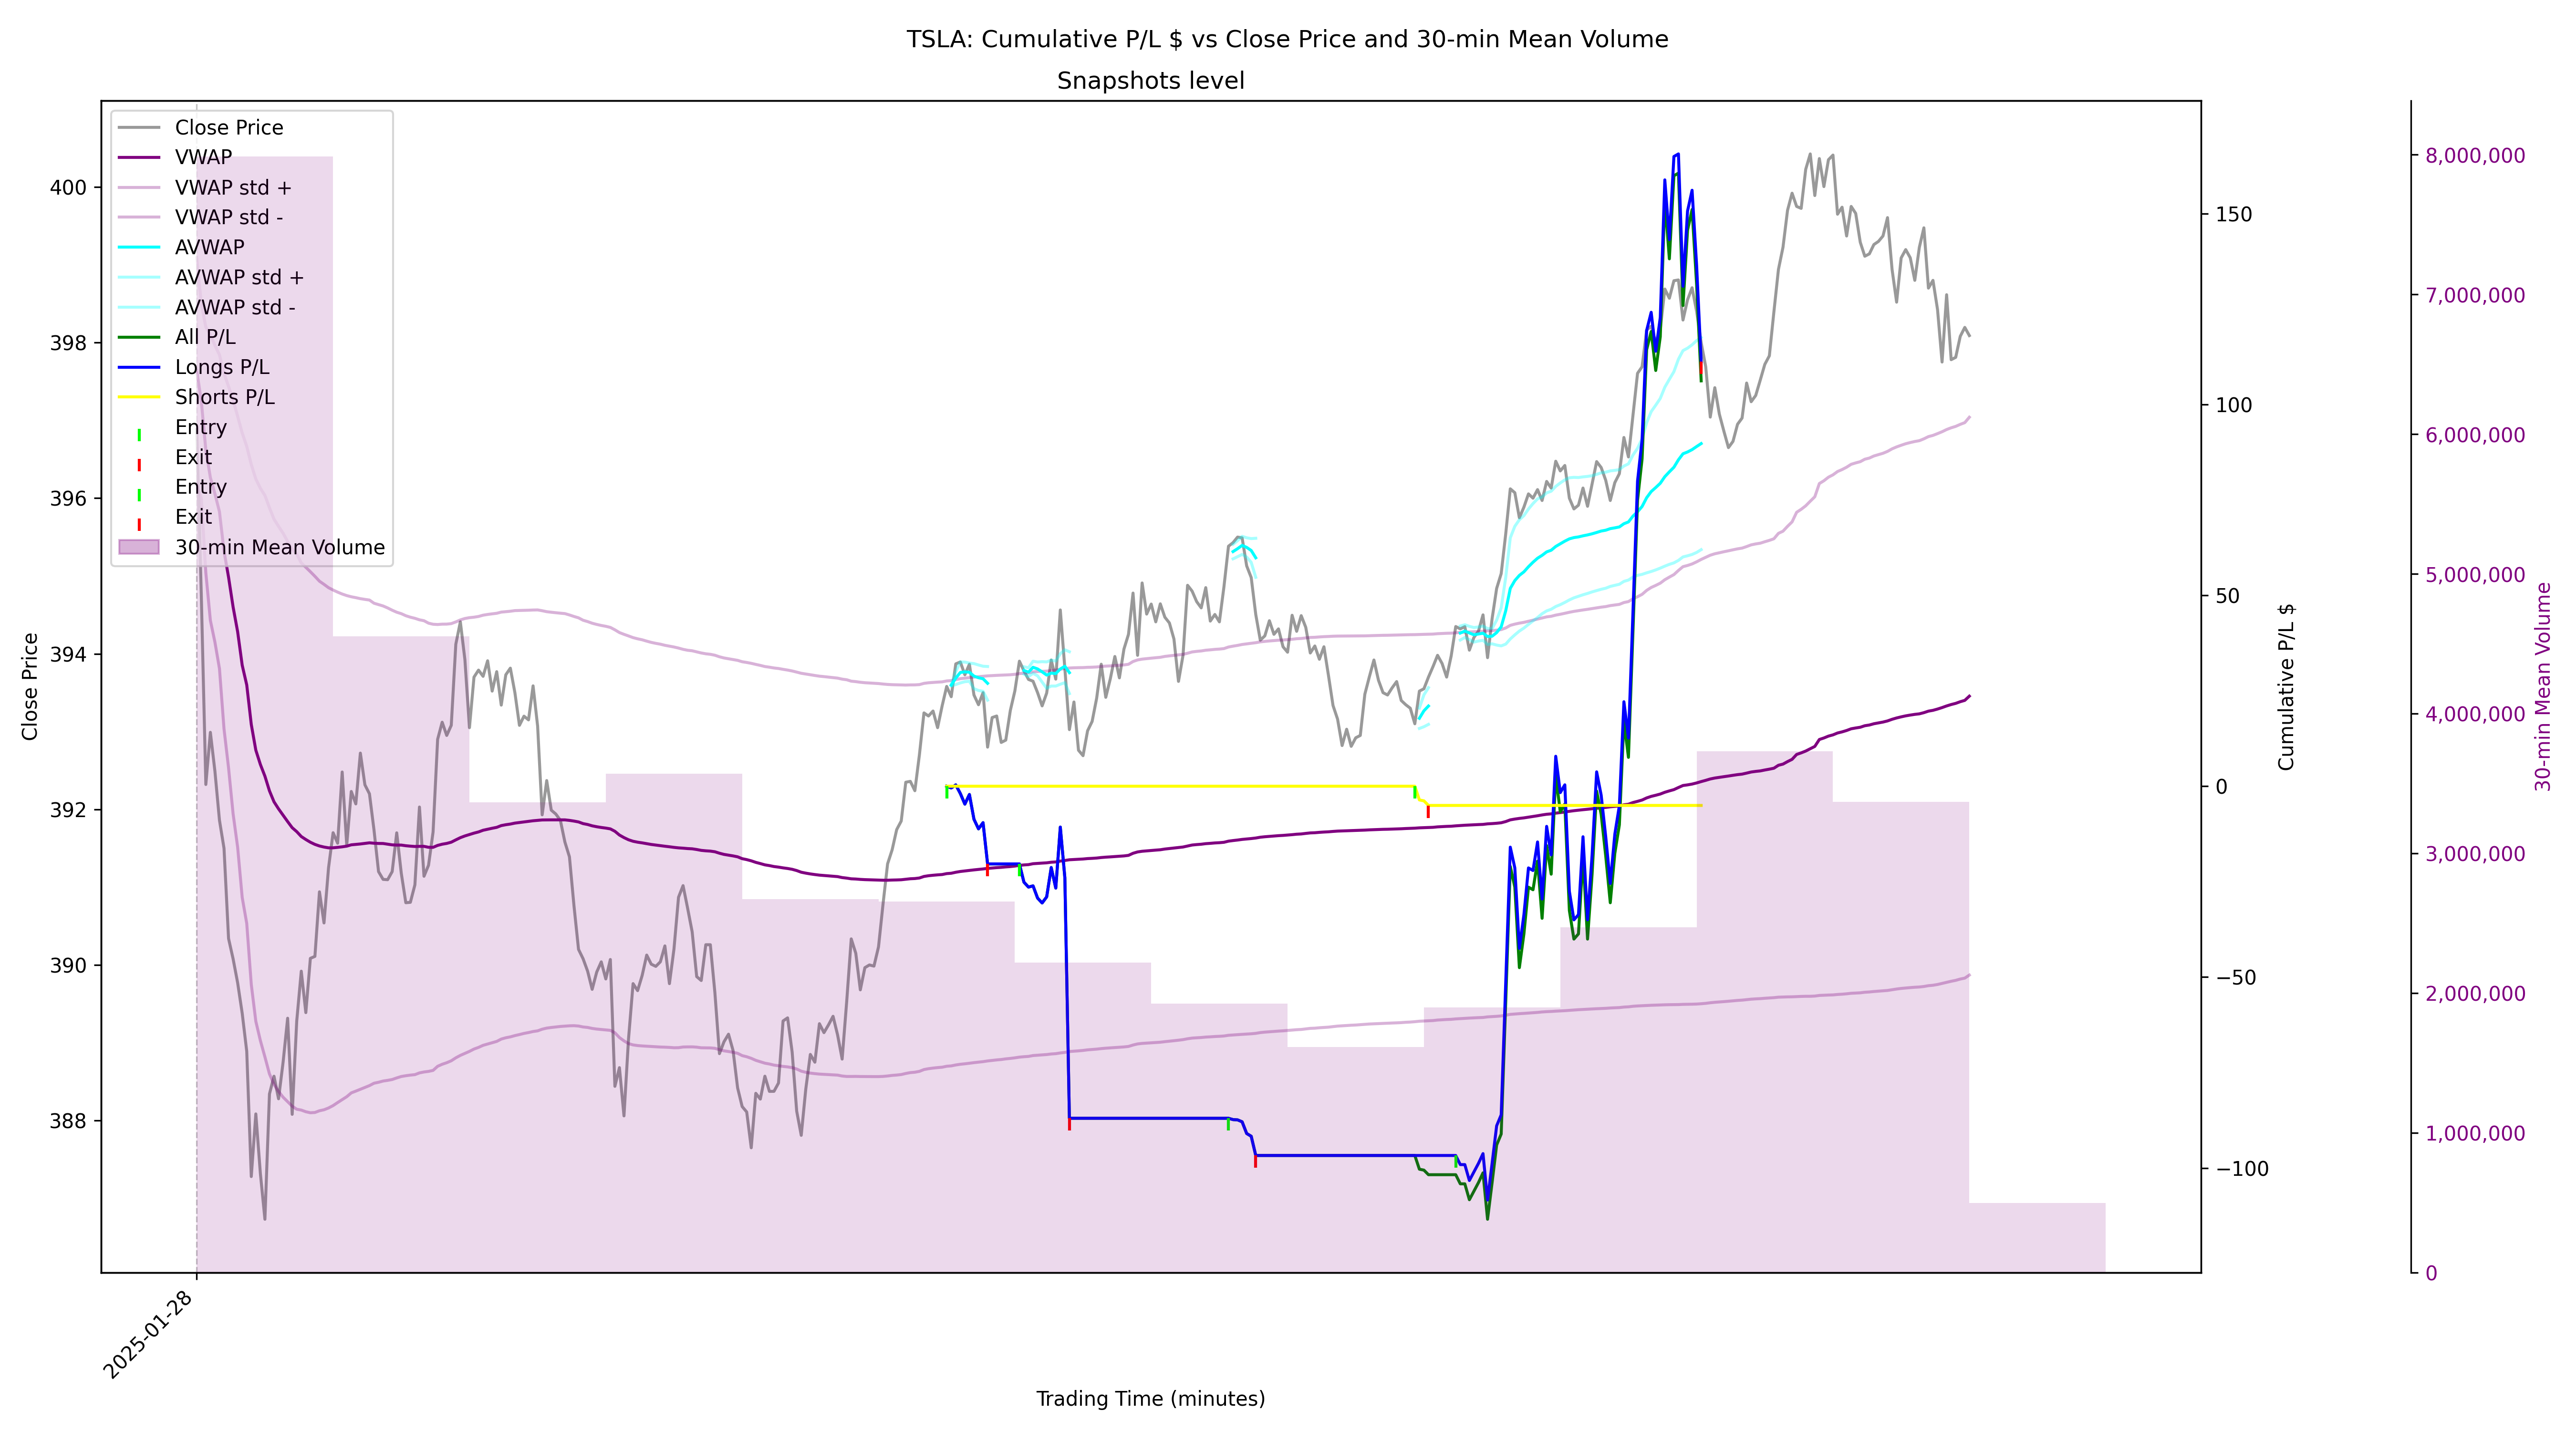 TSLA: Cumulative P/L $ vs Close Price and 30-min Mean Volume
Snapshots level
Close Price
VWAP
VWAP std +
VWAP std -
AVWAP
AVWAP std +
AVWAP std -
All P/L
Longs P/L
Shorts P/L
Entry
Exit
Entry
Exit
30-min Mean Volume
400
398
396
394
392
390
388
Close Price
150
100
50
0
−50
−100
Cumulative P/L $
8,000,000
7,000,000
6,000,000
5,000,000
4,000,000
3,000,000
2,000,000
1,000,000
0
30-min Mean Volume
2025-01-28
Trading Time (minutes)